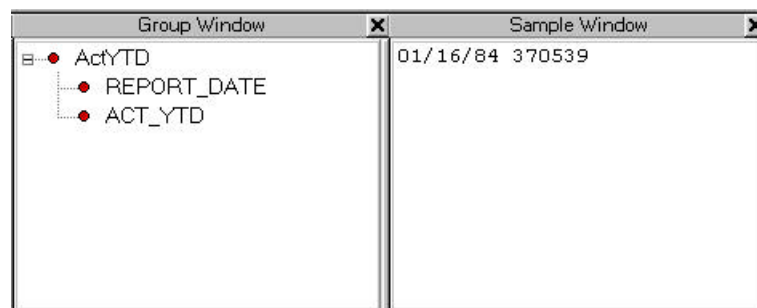 Group Window
Sample Window
ActYTD
REPORT_DATE
ACT_YTD
01/16/84 370539